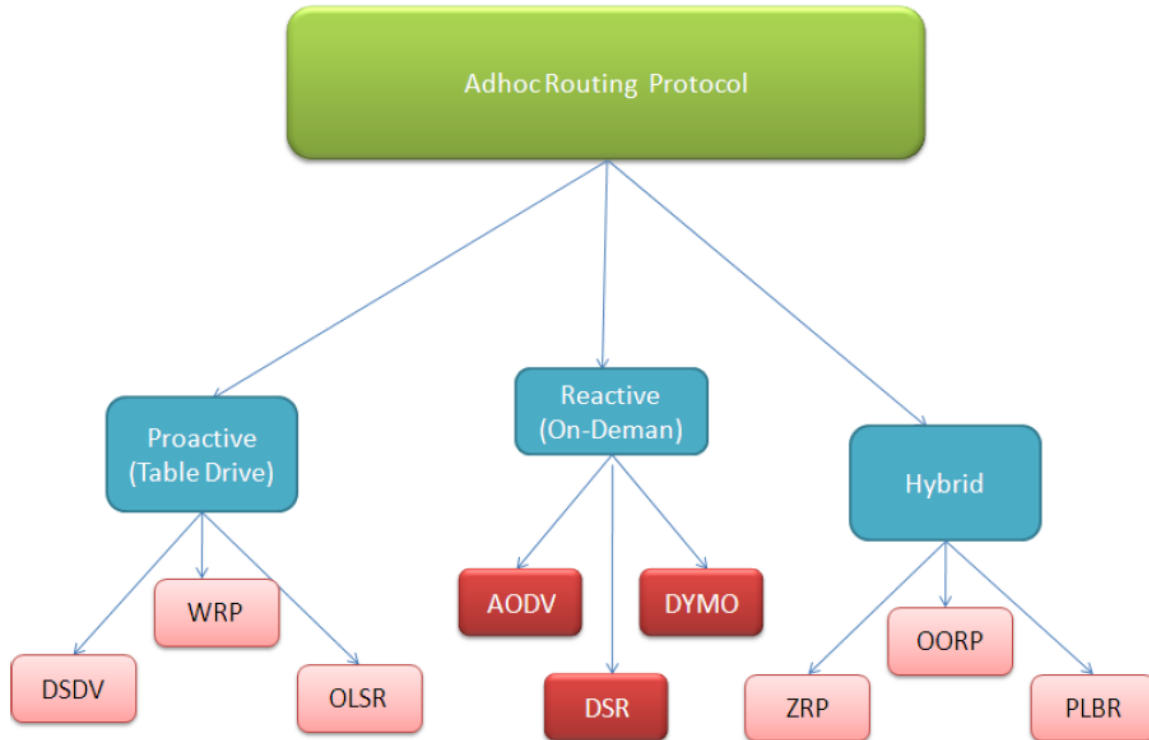 Adhoc Routing Protocol
Proactive
(Table Drive)
Reactive
(On-Deman)
Hybrid
DSDV
WRP
OLSR
AODV
DSR
DYMO
ZRP
OORP
PLBR